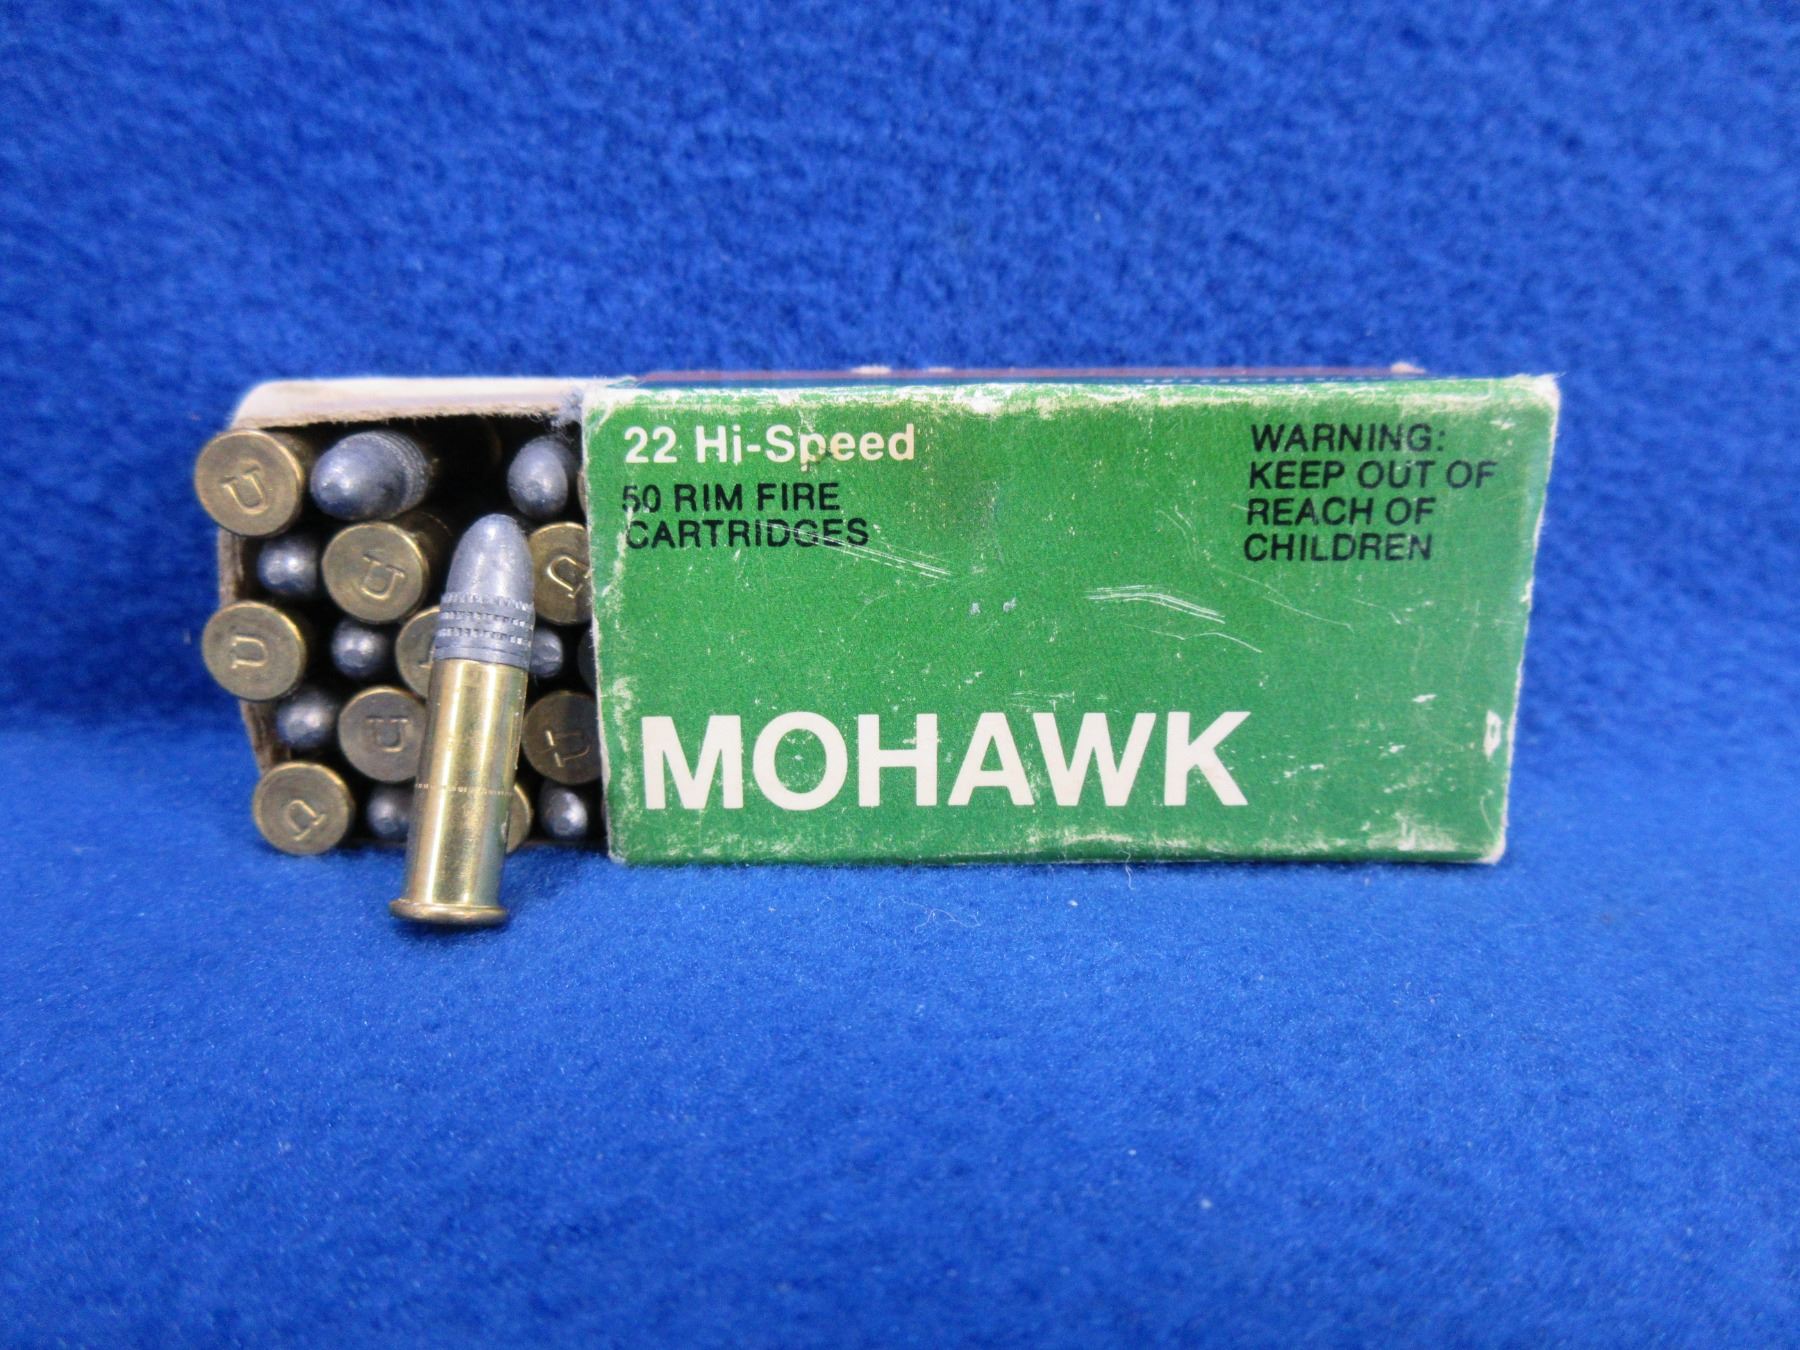 22 Hi-Speed
50 RIM FIRE
CARTRIDGES
WARNING:
KEEP OUT OF
REACH OF
CHILDREN
MOHAWK
U
U
U
U
U
U
U